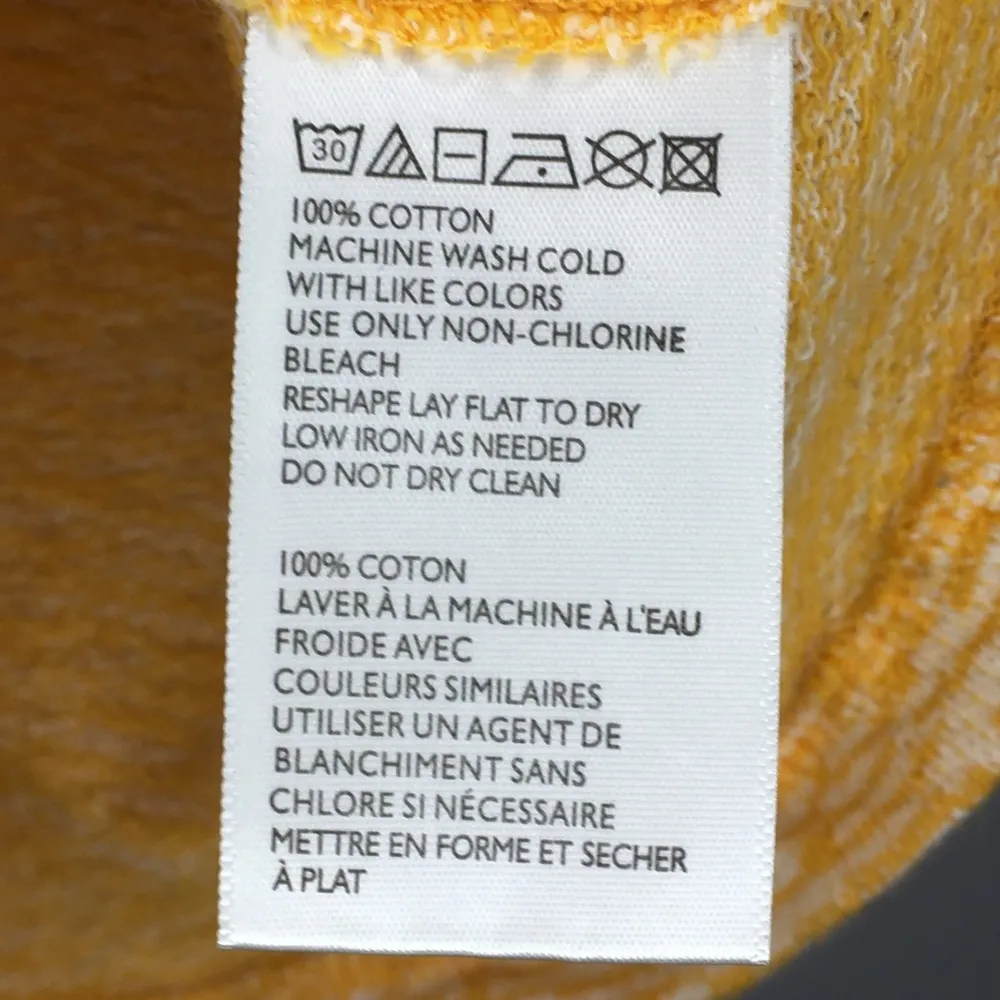 30
100% COTTON
MACHINE WASH COLD
WITH LIKE COLORS
USE ONLY NON-CHLORINE
BLEACH
RESHAPE LAY FLAT TO DRY
LOW IRON AS NEEDED
DO NOT DRY CLEAN
100% COTON
LAVER À LA MACHINE À L'EAU
FROIDE AVEC
COULEURS SIMILAIRES
UTILISER UN AGENT DE
BLANCHIMENT SANS
CHLORE SI NÉCESSAIRE
METTRE EN FORME ET SECHER
À PLAT